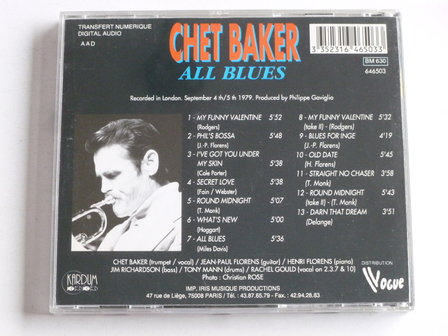 TRANSFERT NUMERIQUE
DIGITAL AUDIO
AAD
CHET BAKER
ALL BLUES
3 352316 465033
BM 630
646503
Recorded in London. September 4 th/5 th 1979. Produced by Philippe Gaviglio
1 - MY FUNNY VALENTINE 5'52
(Rodgers)
2 - PHIL'S BOSSA 5'48
(J.-P. Florens)
3 - I'VE GOT YOU UNDER
MY SKIN 5'38
(Cole Porter)
4 - SECRET LOVE 5'38
(Fain / Webster)
5 - ROUND MIDNIGHT 5'07
(T. Monk)
6 - WHAT'S NEW 5'00
(Haggart)
7 - ALL BLUES 5'36
(Miles Davis)
8 - MY FUNNY VALENTINE 5'32
(take II) - (Rodgers)
9 - BLUES FOR INGE 4'19
(J.P. Florens)
10 - OLD DATE 5'45
(H. Florens)
11 - STRAIGHT NO CHASER 5'58
(T. Monk)
12 - ROUND MIDNIGHT 5'43
(take II) - (T. Monk)
13 - DARN THAT DREAM 3'51
(Delange)
CHET BAKER (trumpet / vocal) / JEAN-PAUL FLORENS (guitar) / HENRI FLORENS (piano)
JIM RICHARDSON (bass) / TONY MANN (drums) / RACHEL GOULD (vocal on 2.3.7 & 10)
Photo : Christian ROSE
KARDUM
IMP. IRIS MUSIQUE PRODUCTIONS
47 rue de Liège, 75008 PARIS / Tél. : 43.87.65.79 - Fax. : 42.94.28.83
DISTRIBUTION
Vogue